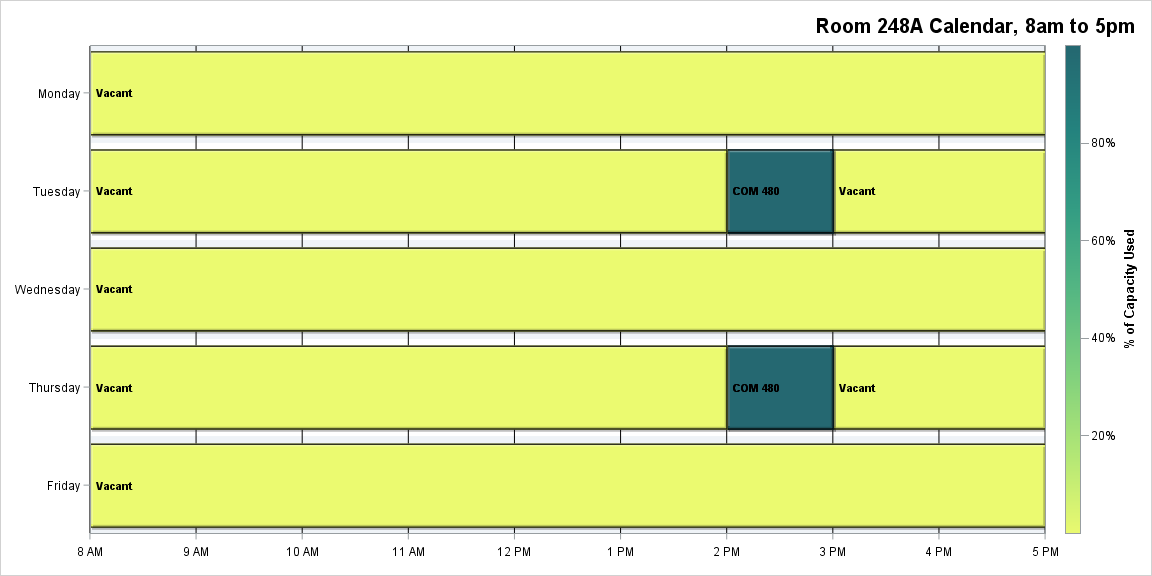 Room 248A Calendar, 8am to 5pm
Monday
Vacant
80%
Tuesday
Vacant
COM 480
Vacant
60%
% of Capacity Used
Wednesday
Vacant
40%
Thursday
Vacant
COM 480
Vacant
20%
Friday
Vacant
8 AM
9 AM
10 AM
11 AM
12 PM
1 PM
2 PM
3 PM
4 PM
5 PM